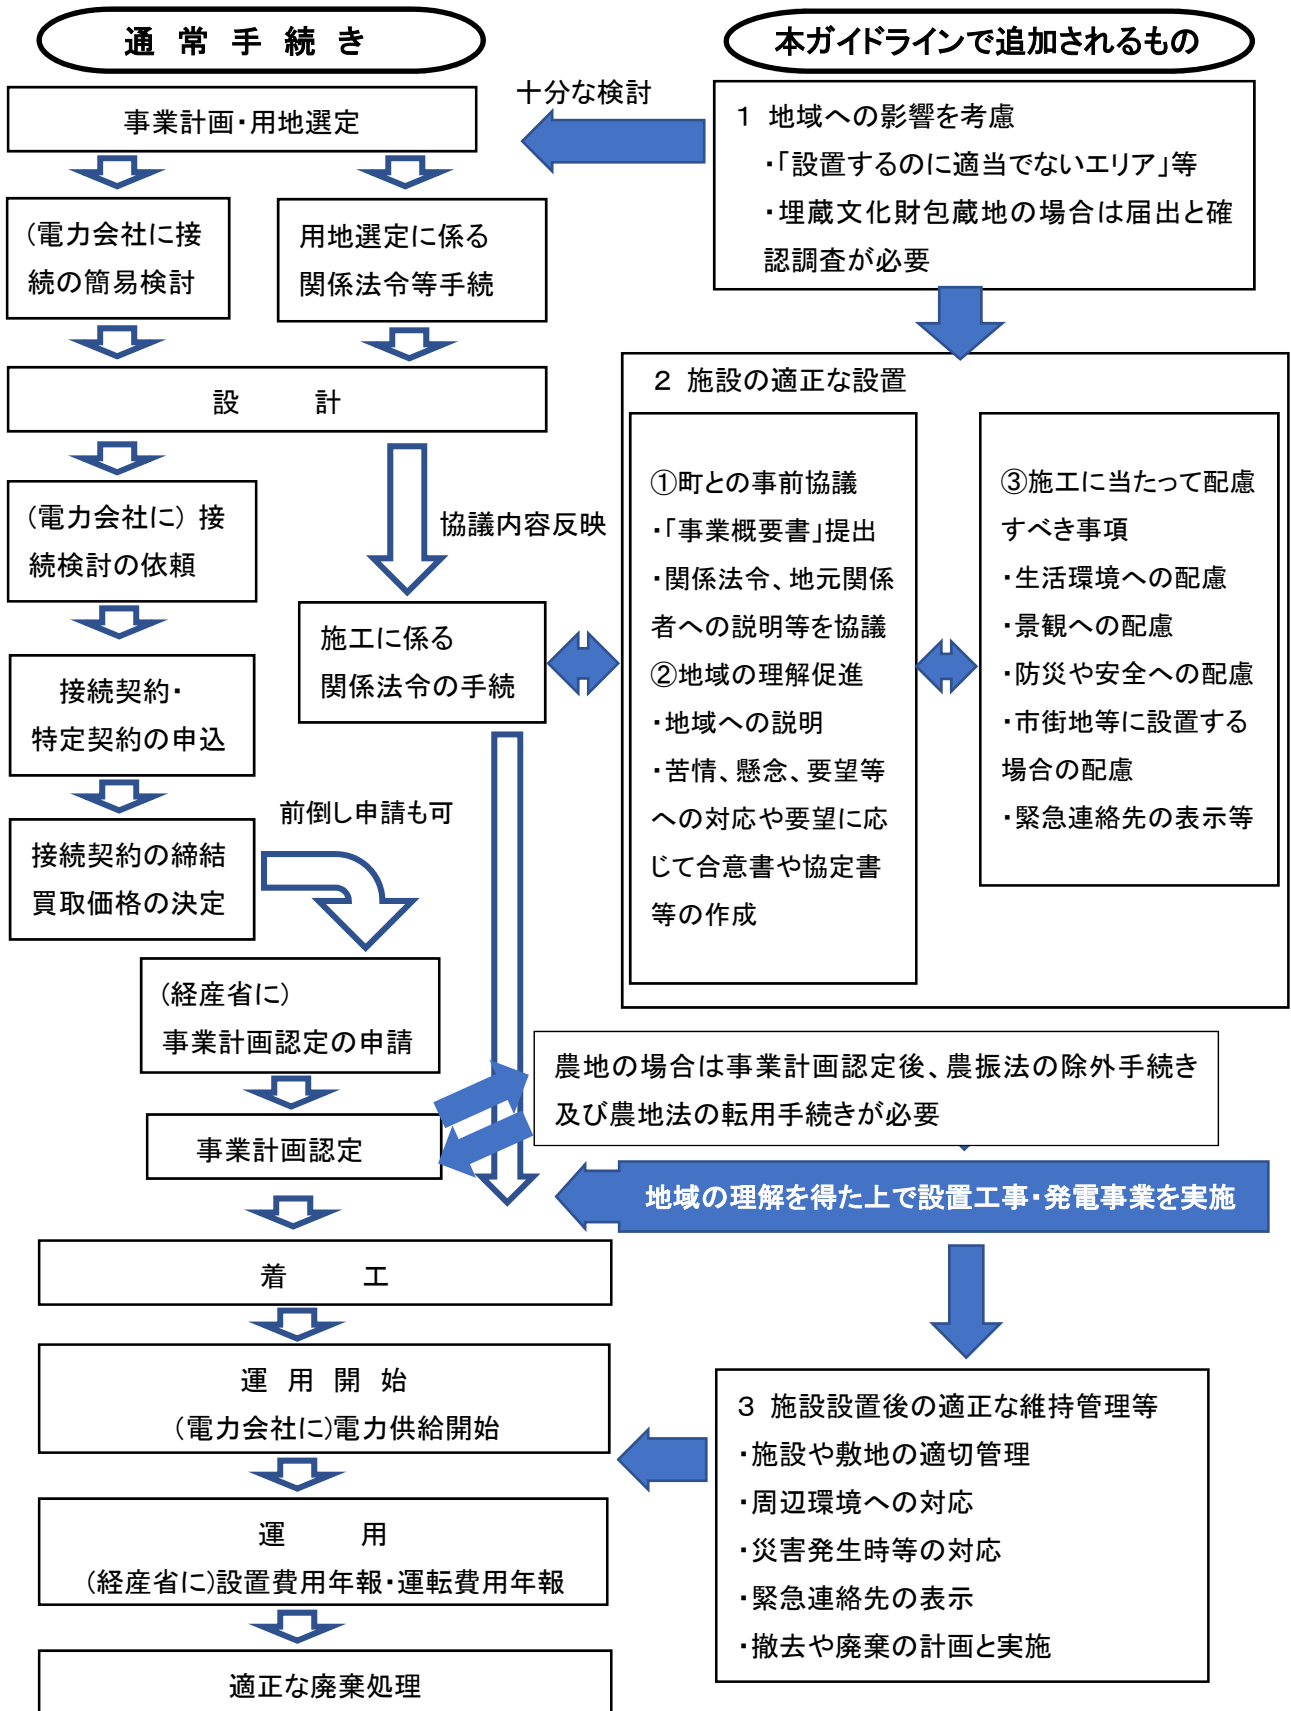 通 常 手 続 き
本ガイドラインで追加されるもの
事業計画・用地選定
十分な検討
1 地域への影響を考慮
・「設置するのに適当でないエリア」等
・埋蔵文化財包蔵地の場合は届出と確
認調査が必要
(電力会社に接
続の簡易検討
用地選定に係る
関係法令等手続
設 計
(電力会社に) 接
続検討の依頼
協議内容反映
施工に係る
関係法令の手続
2 施設の適正な設置
①町との事前協議
・「事業概要書」提出
・関係法令、地元関係
者への説明等を協議
②地域の理解促進
・地域への説明
・苦情、懸念、要望等
への対応や要望に応
じて合意書や協定書
等の作成
③施工に当たって配慮
すべき事項
・生活環境への配慮
・景観への配慮
・防災や安全への配慮
・市街地等に設置する
場合の配慮
・緊急連絡先の表示等
接続契約・
特定契約の申込
前倒し申請も可
接続契約の締結
買取価格の決定
(経産省に)
事業計画認定の申請
農地の場合は事業計画認定後、農振法の除外手続き
及び農地法の転用手続きが必要
事業計画認定
地域の理解を得た上で設置工事・発電事業を実施
着 工
運 用 開 始
(電力会社に)電力供給開始
3 施設設置後の適正な維持管理等
・施設や敷地の適切管理
・周辺環境への対応
・災害発生時等の対応
・緊急連絡先の表示
・撤去や廃棄の計画と実施
運 用
(経産省に)設置費用年報・運転費用年報
適正な廃棄処理